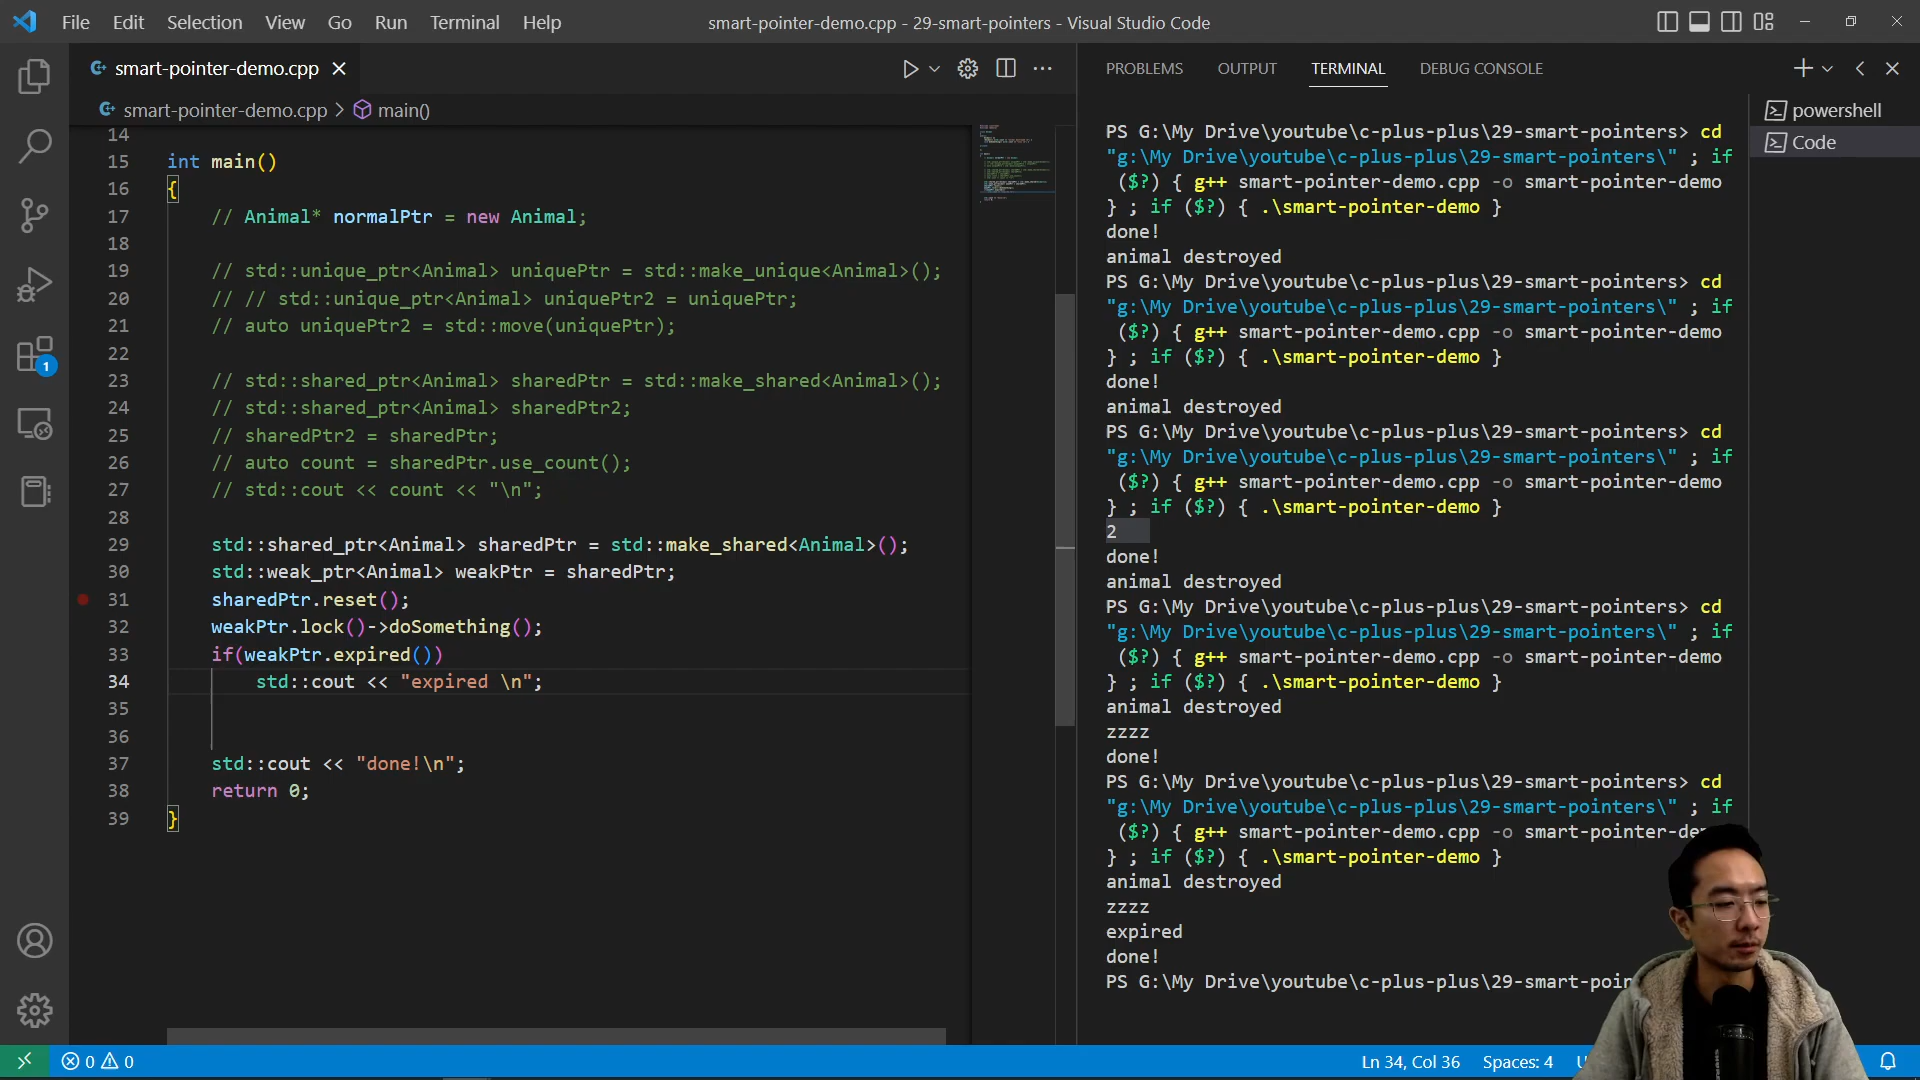 File Edit Selection View Go Run Terminal Help
smart-pointer-demo.cpp - 29-smart-pointers - Visual Studio Code
smart-pointer-demo.cpp
smart-pointer-demo.cpp > main()
14
15 int main()
16 {
17 // Animal* normalPtr = new Animal;
18
19 // std::unique_ptr<Animal> uniquePtr = std::make_unique<Animal>();
20 // // std::unique_ptr<Animal> uniquePtr2 = uniquePtr;
21 // auto uniquePtr2 = std::move(uniquePtr);
22
23 // std::shared_ptr<Animal> sharedPtr = std::make_shared<Animal>();
24 // std::shared_ptr<Animal> sharedPtr2;
25 // sharedPtr2 = sharedPtr;
26 // auto count = sharedPtr.use_count();
27 // std::cout << count << "\n";
28
29 std::shared_ptr<Animal> sharedPtr = std::make_shared<Animal>();
30 std::weak_ptr<Animal> weakPtr = sharedPtr;
31 sharedPtr.reset();
32 weakPtr.lock()->doSomething();
33 if(weakPtr.expired())
34 std::cout << "expired \n";
35
36
37 std::cout << "done!\n";
38 return 0;
39 }
PROBLEMS OUTPUT TERMINAL DEBUG CONSOLE
PS G:\My Drive\youtube\c-plus-plus\29-smart-pointers> cd
"g:\My Drive\youtube\c-plus-plus\29-smart-pointers\" ; if
($?) { g++ smart-pointer-demo.cpp -o smart-pointer-demo
} ; if ($?) { .\smart-pointer-demo }
done!
animal destroyed
PS G:\My Drive\youtube\c-plus-plus\29-smart-pointers> cd
"g:\My Drive\youtube\c-plus-plus\29-smart-pointers\" ; if
($?) { g++ smart-pointer-demo.cpp -o smart-pointer-demo
} ; if ($?) { .\smart-pointer-demo }
done!
animal destroyed
PS G:\My Drive\youtube\c-plus-plus\29-smart-pointers> cd
"g:\My Drive\youtube\c-plus-plus\29-smart-pointers\" ; if
($?) { g++ smart-pointer-demo.cpp -o smart-pointer-demo
} ; if ($?) { .\smart-pointer-demo }
2
done!
animal destroyed
PS G:\My Drive\youtube\c-plus-plus\29-smart-pointers> cd
"g:\My Drive\youtube\c-plus-plus\29-smart-pointers\" ; if
($?) { g++ smart-pointer-demo.cpp -o smart-pointer-demo
} ; if ($?) { .\smart-pointer-demo }
animal destroyed
zzzz
done!
PS G:\My Drive\youtube\c-plus-plus\29-smart-pointers> cd
"g:\My Drive\youtube\c-plus-plus\29-smart-pointers\" ; if
($?) { g++ smart-pointer-demo.cpp -o smart-pointer-de
} ; if ($?) { .\smart-pointer-demo }
animal destroyed
zzzz
expired
done!
PS G:\My Drive\youtube\c-plus-plus\29-smart-poin
powershell
Code
1
0 0
Ln 34, Col 36 Spaces: 4